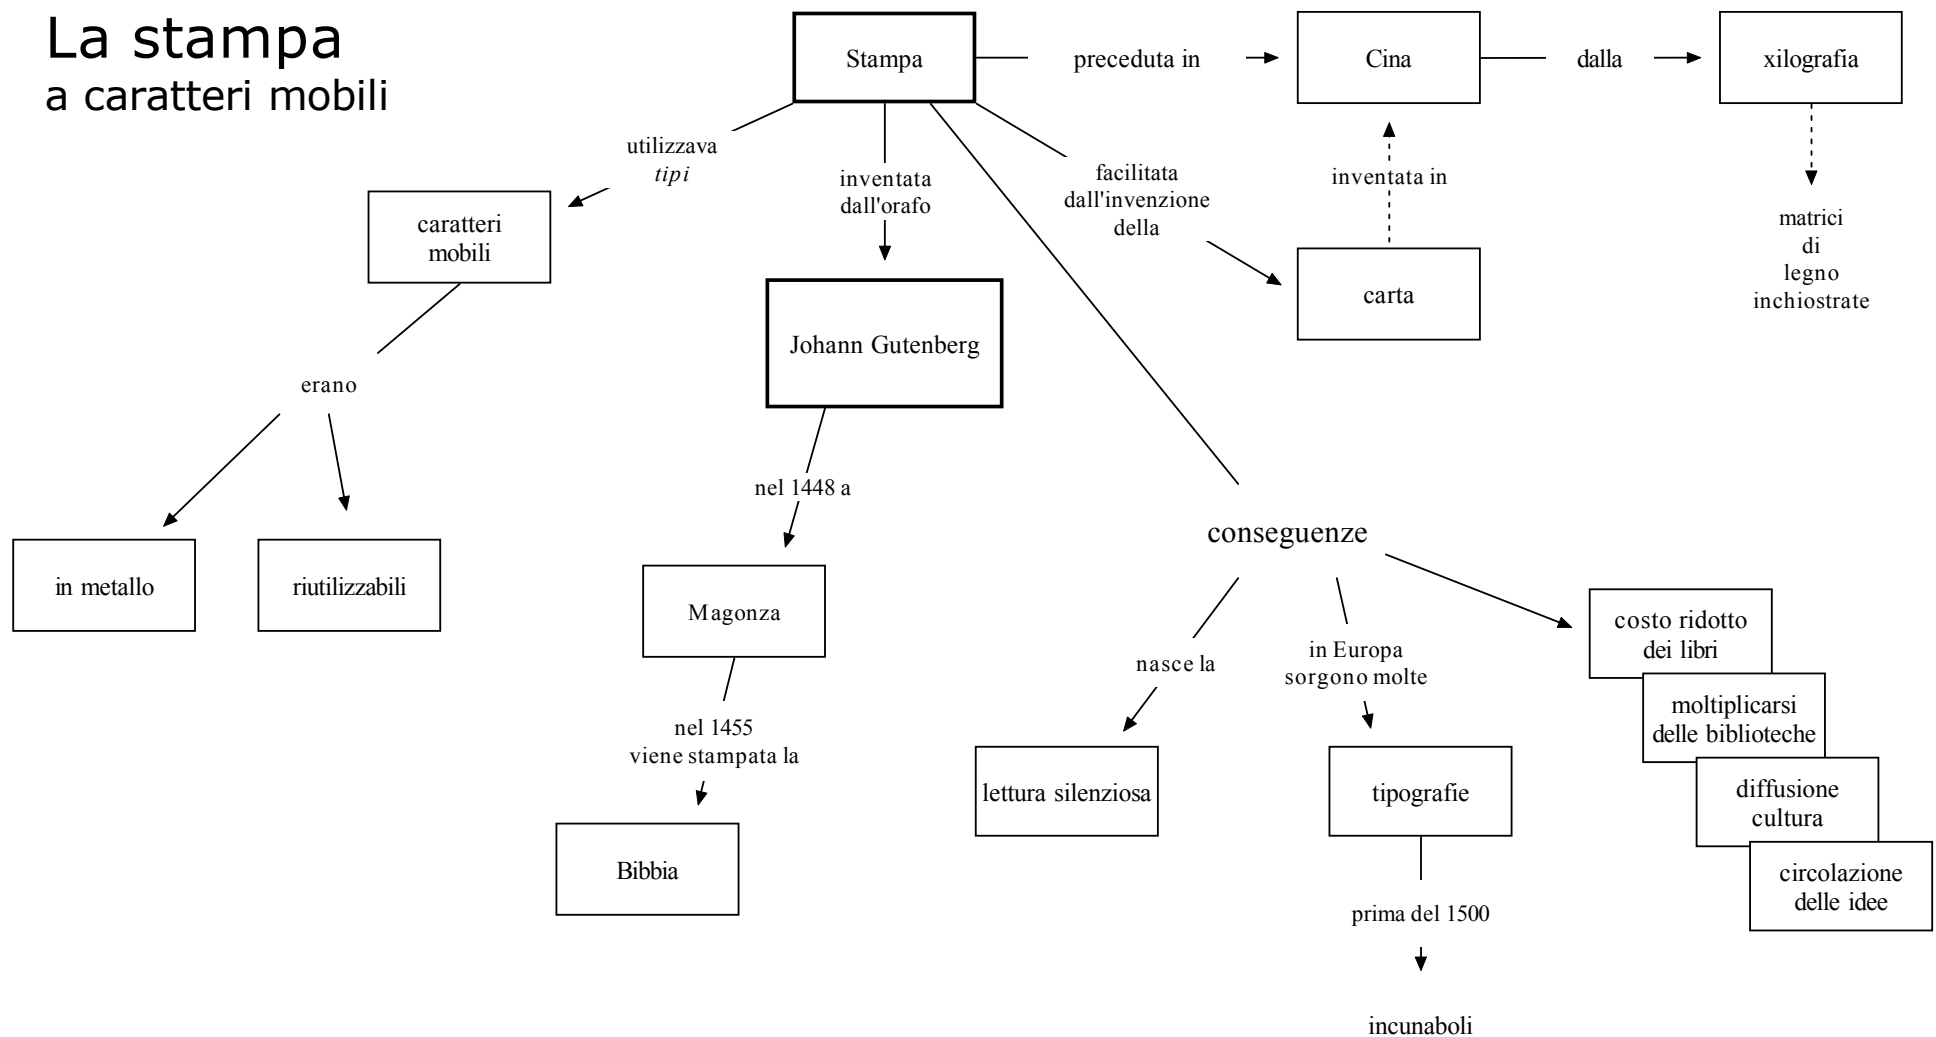 La stampa
a caratteri mobili
Stampa
preceduta in
Cina
dalla
xilografia
utilizzava
tipi
inventata
dall'orafo
facilitata
dall'invenzione
della
inventata in
matrici
di
legno
inchiostrate
caratteri
mobili
carta
Johann Gutenberg
erano
nel 1448 a
conseguenze
in metallo
riutilizzabili
Magonza
nasce la
in Europa
sorgono molte
costo ridotto
dei libri
moltiplicarsi
delle biblioteche
diffusione
cultura
circolazione
delle idee
nel 1455
viene stampata la
lettura silenziosa
tipografie
Bibbia
prima del 1500
incunaboli